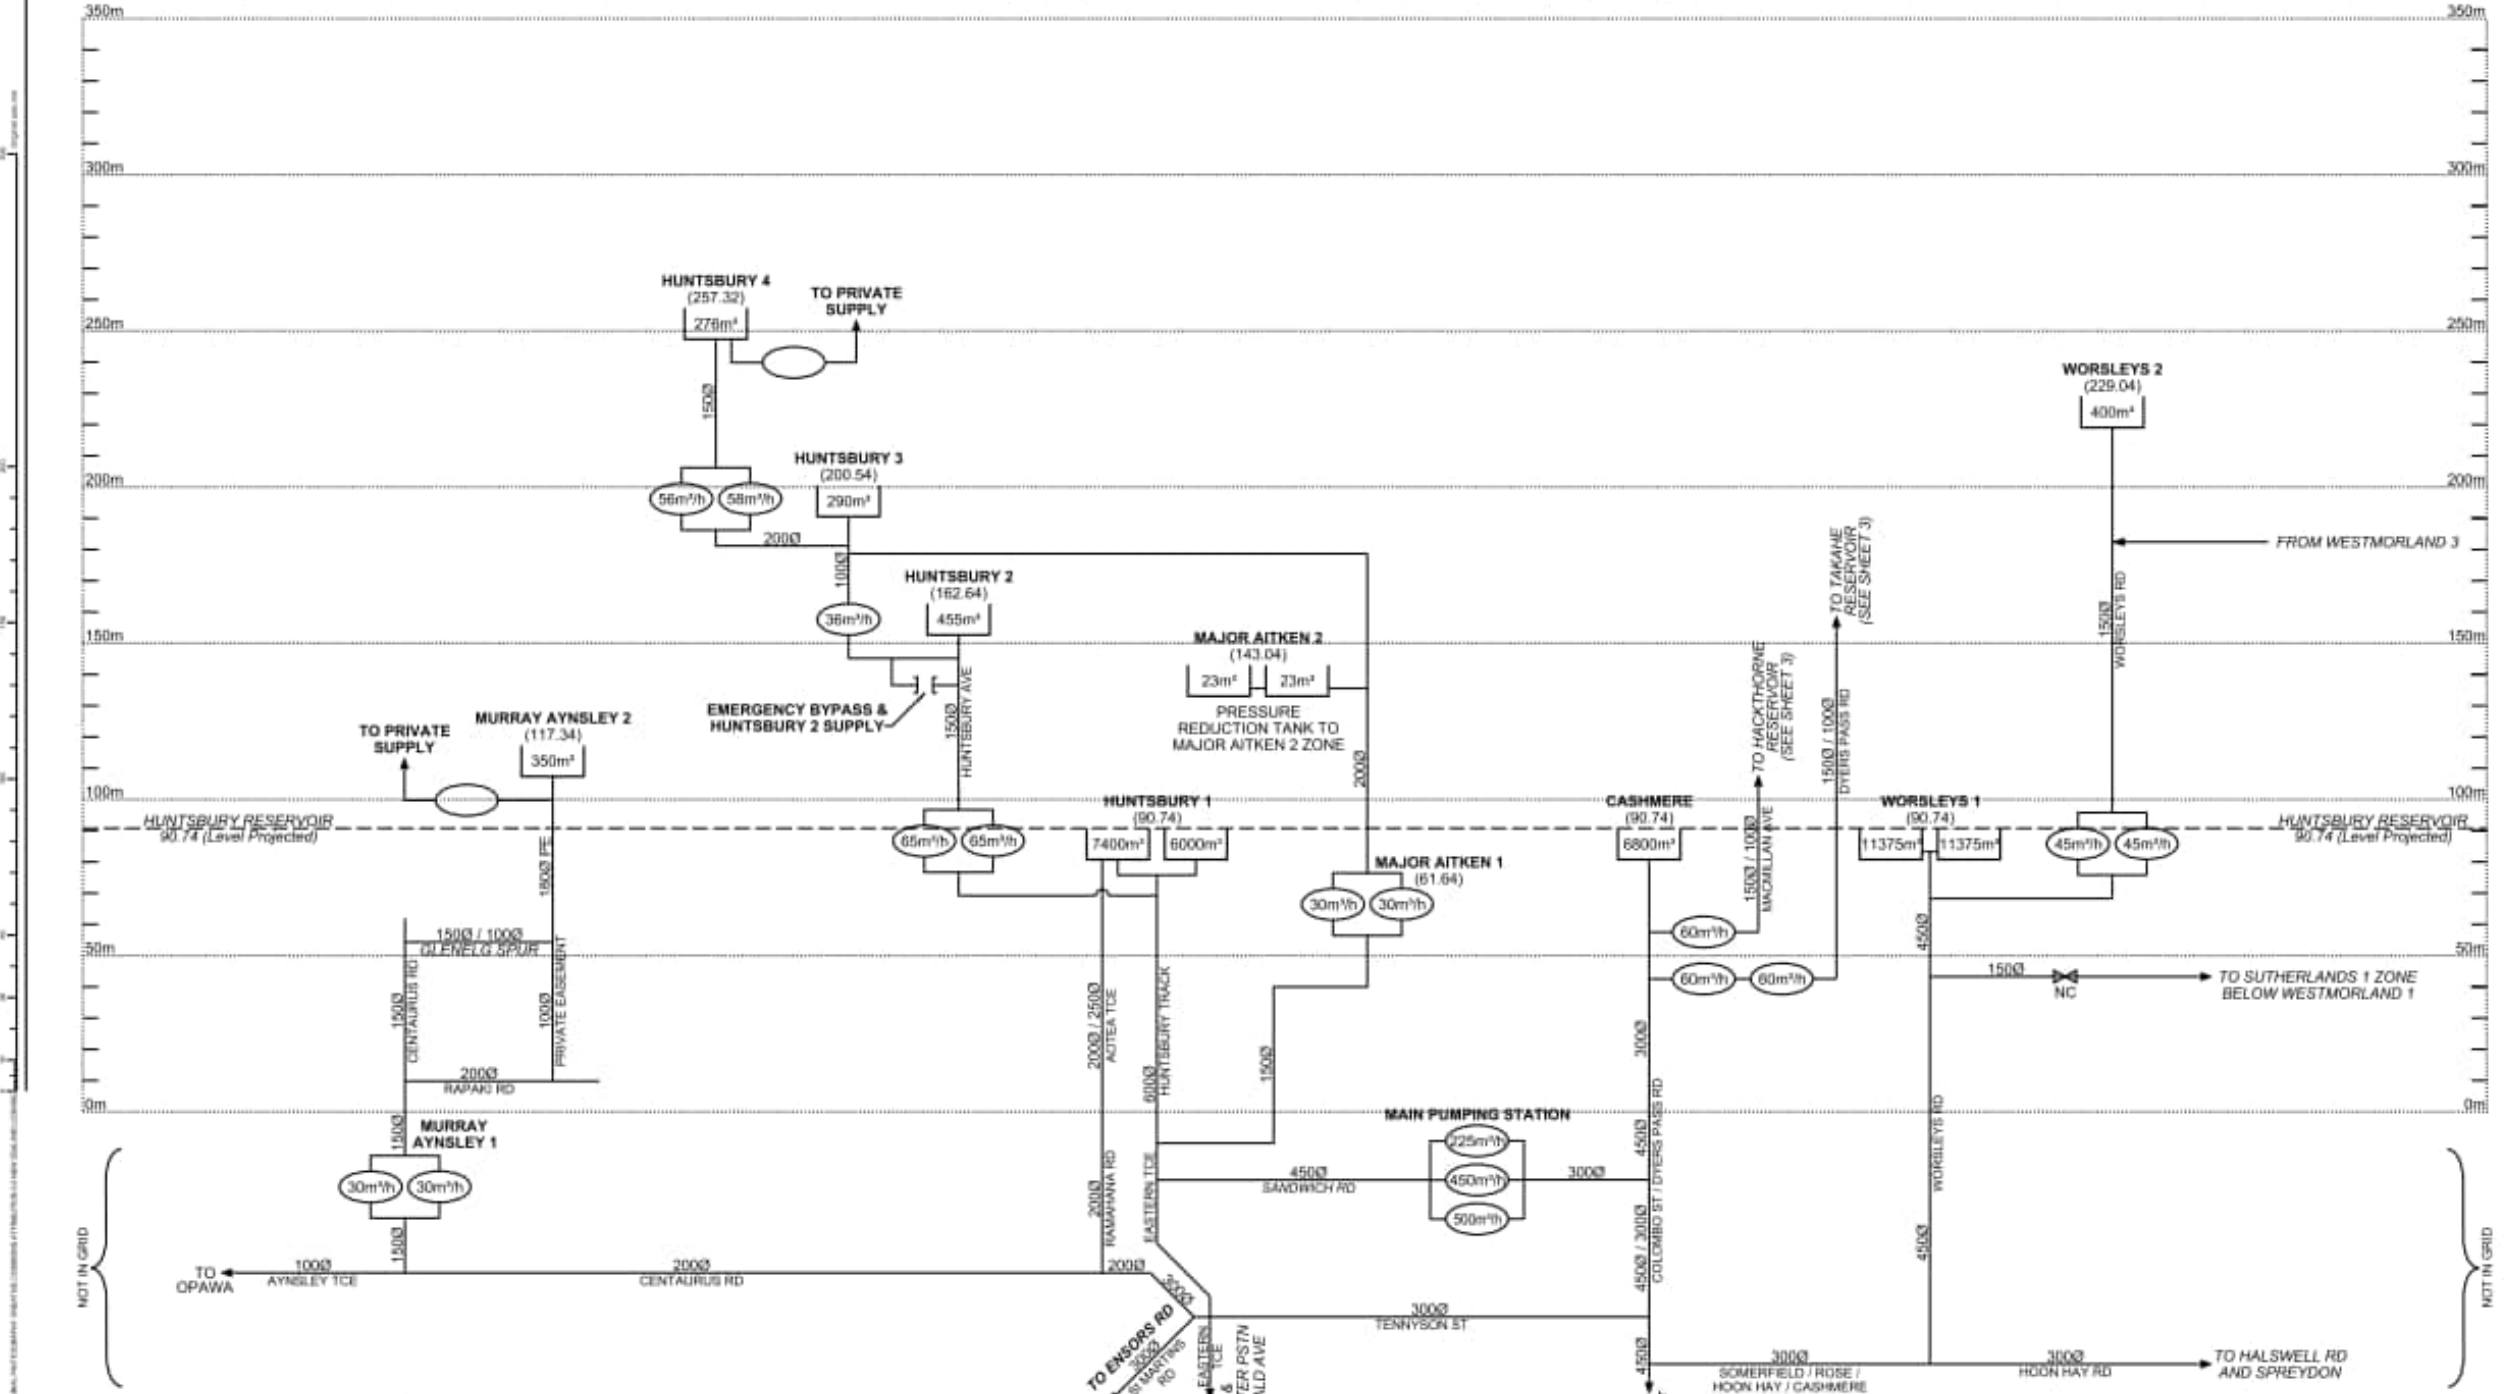 350m
350m
300m
300m
HUNTSBURY 4
(257.32)
276m³
TO PRIVATE
SUPPLY
250m
250m
150Ø
WORSLEYS 2
(229.04)
400m³
HUNTSBURY 3
(200.54)
290m³
200m
200m
56m³/h
58m³/h
200Ø
100Ø
FROM WESTMORLAND 3
TO TAKAHE
RESERVOIR
(SEE SHEET 3)
HUNTSBURY 2
(162.64)
455m³
36m³/h
150m
150m
150Ø
WORSLEYS RD
MAJOR AITKEN 2
(143.04)
23m³
23m³
PRESSURE
REDUCTION TANK TO
MAJOR AITKEN 2 ZONE
TO HACKTHORNE
RESERVOIR
(SEE SHEET 3)
150Ø / 100Ø
DYERS PASS RD
EMERGENCY BYPASS &
HUNTSBURY 2 SUPPLY
150Ø
HUNTSBURY AVE
TO PRIVATE
SUPPLY
MURRAY AYNSLEY 2
(117.34)
350m³
200Ø
100m
100m
HUNTSBURY RESERVOIR
90.74 (Level Projected)
HUNTSBURY 1
(90.74)
7400m³
6000m³
CASHMERE
(90.74)
6800m³
WORSLEYS 1
(90.74)
11375m³
11375m³
HUNTSBURY RESERVOIR
90.74 (Level Projected)
65m³/h
65m³/h
45m³/h
45m³/h
180Ø PE
150Ø / 100Ø
MACMILLAN AVE
MAJOR AITKEN 1
(61.64)
30m³/h
30m³/h
60m³/h
450Ø
150Ø / 100Ø
GLENELG SPUR
50m
50m
60m³/h
60m³/h
150Ø
NC
TO SUTHERLANDS 1 ZONE
BELOW WESTMORLAND 1
150Ø
CENTAURUS RD
100Ø
PRIVATE EASEMENT
200Ø / 250Ø
AOTEA TCE
600Ø
HUNTSBURY TRACK
150Ø
300Ø
200Ø
RAPAKI RD
0m
0m
150Ø
MURRAY
AYNSLEY 1
30m³/h
30m³/h
MAIN PUMPING STATION
225m³/h
450m³/h
500m³/h
450Ø
SANDWICH RD
300Ø
450Ø
450Ø / 300Ø
COLOMBO ST / DYERS PASS RD
WORSLEYS RD
450Ø
200Ø
RAMAHANA RD
EASTERN TCE
NOT IN GRID
NOT IN GRID
150Ø
TO
OPAWA
100Ø
AYNSLEY TCE
200Ø
CENTAURUS RD
200Ø
300Ø
TENNYSON ST
TO ENSORS RD
300Ø
ST MARTINS
RD
EASTERN
TCE
&
450Ø
300Ø
SOMERFIELD / ROSE /
HOON HAY / CASHMERE
300Ø
HOON HAY RD
TO HALSWELL RD
AND SPREYDON